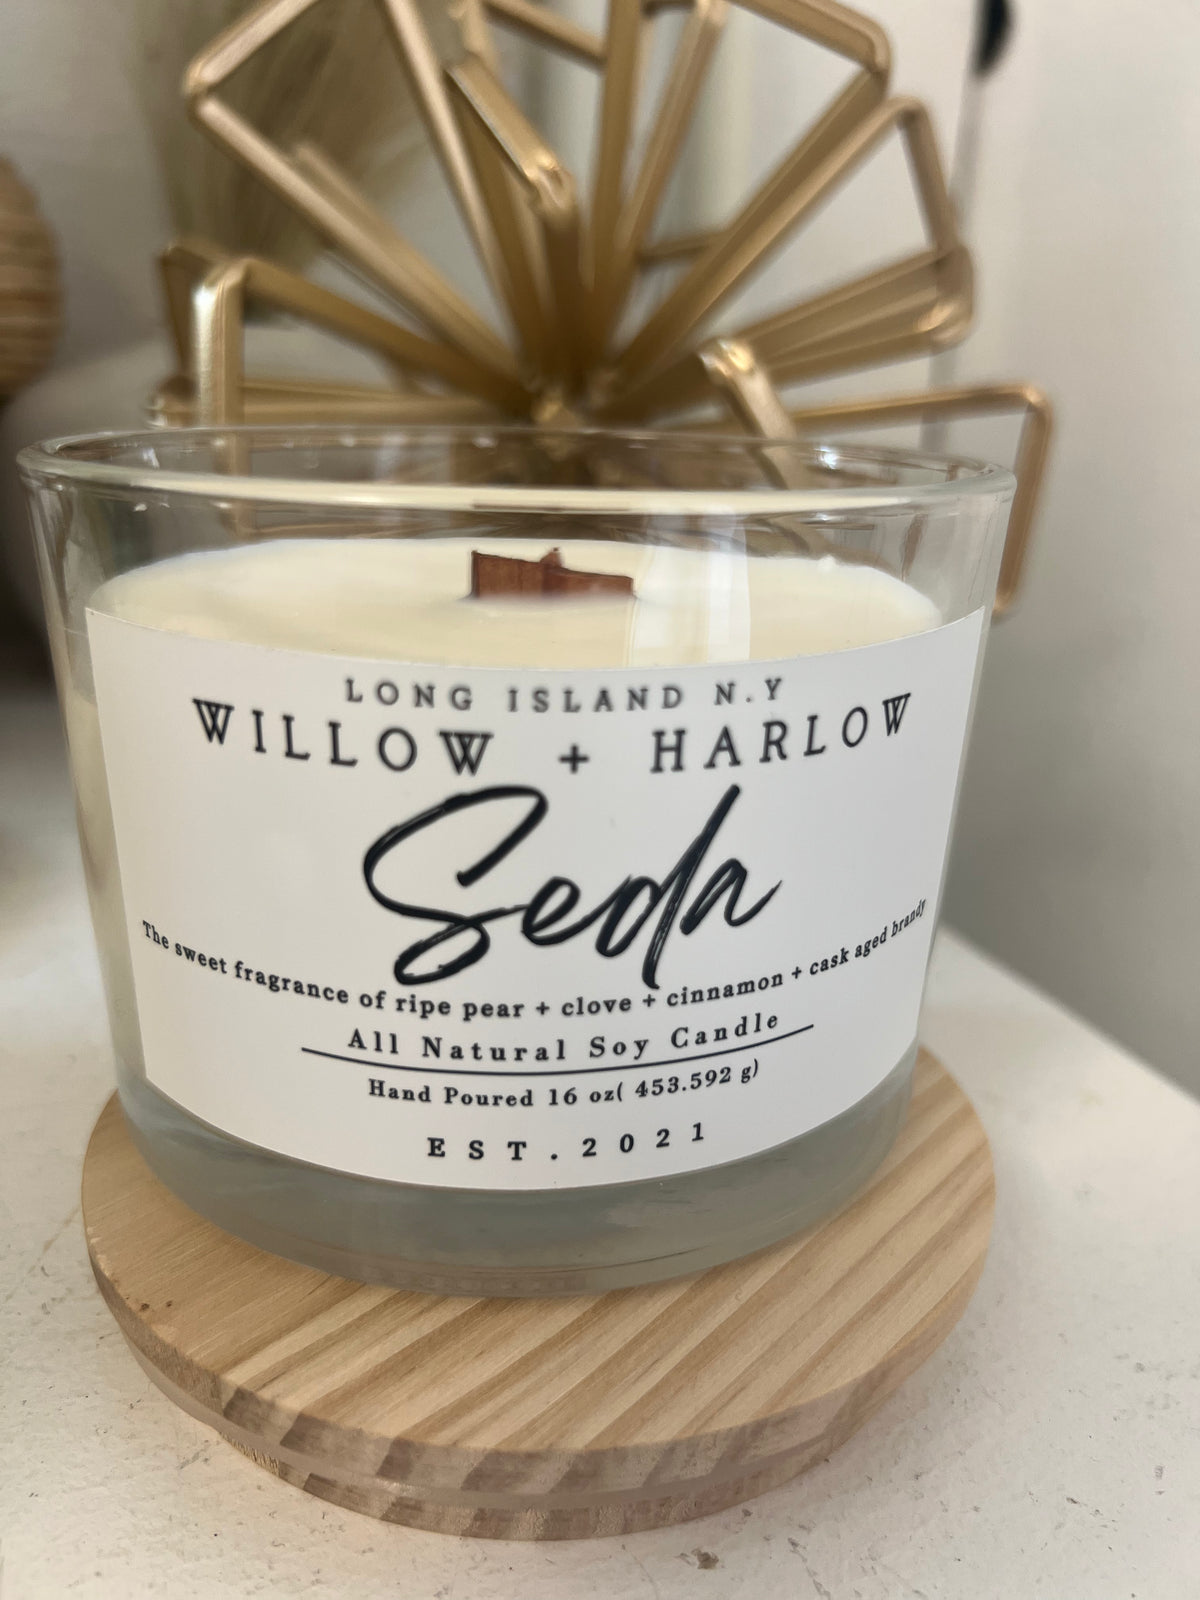 LONG ISLAND N.Y
WILLOW + HARLOW
Seda
The sweet fragrance of ripe pear + clove + cinnamon + cask aged brandy
All Natural Soy Candle
Hand Poured 16 oz( 453.592 g)
EST.2021